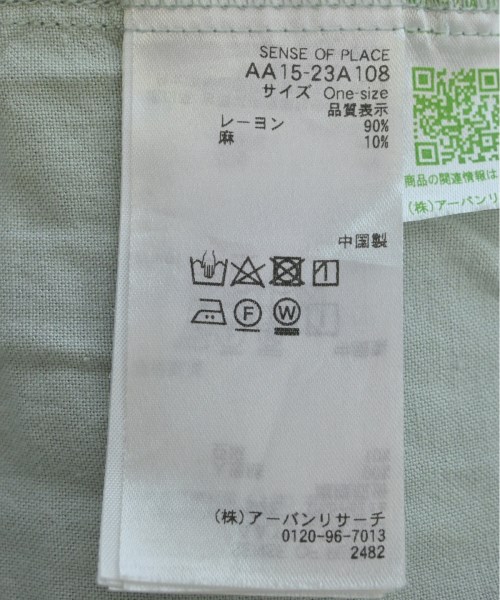 SENSE OF PLACE
AA15-23A108
サイズ One-size
品質表示
レーヨン 90%
麻 10%
中国製
F W
(株)アーバンリサーチ
0120-96-7013
2482
商品の関連情報は
(株)アーバンリ